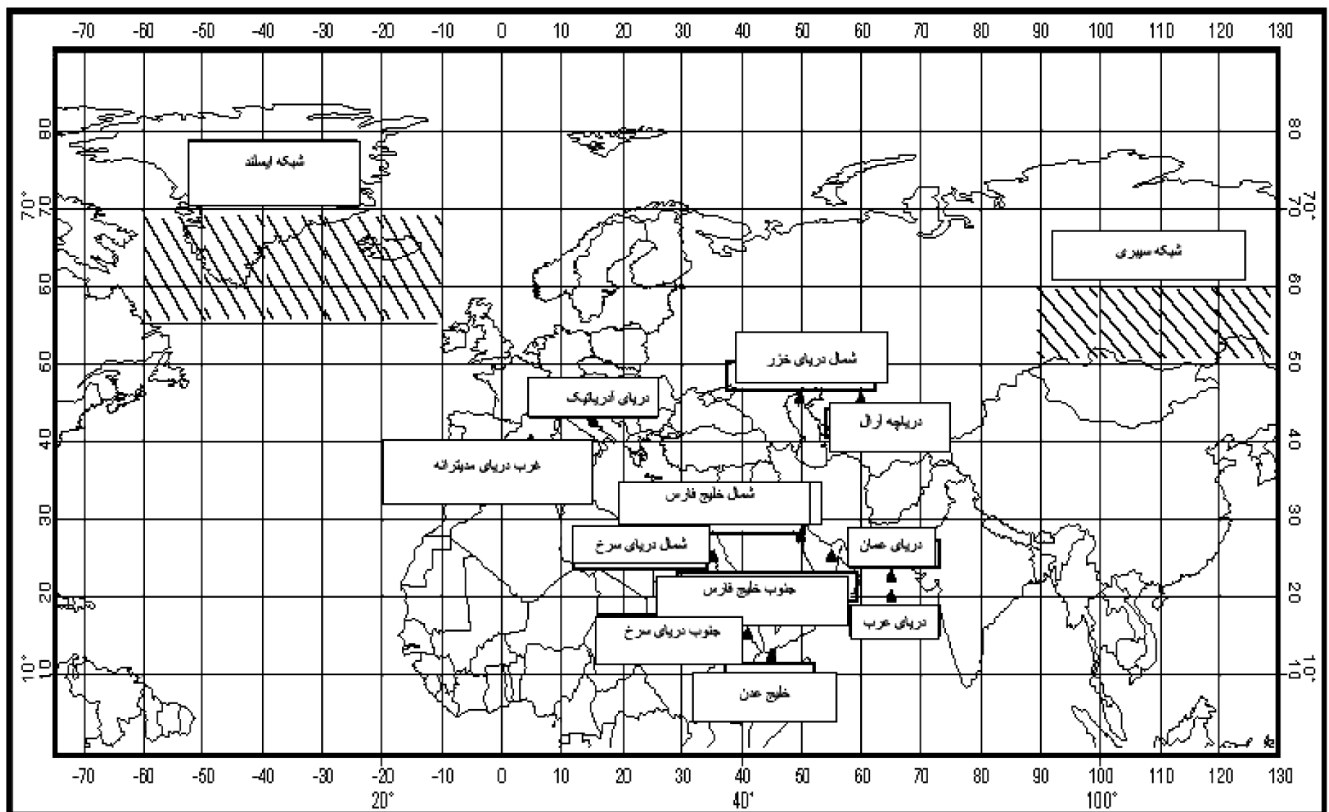 -70 -60 -50 -40 -30 -20 -10 0 10 20 30 40 50 60 70 80 90 100 110 120 130
80 80
شبکه ایسلند
70° 70°
شبکه سیبری
60 60
شمال دریای خزر
50 50
دریای آدریاتیک
دریاچه آرال
40 40
غرب دریای مدیترانه
شمال خلیج فارس
30 30
شمال دریای سرخ
دریای عمان
جنوب خلیج فارس
20 20
دریای عرب
جنوب دریای سرخ
10° 10°
خلیج عدن
-70 -60 -50 -40 -30 -20 -10 0 10 20 30 40 50 60 70 80 90 100 110 120 130
20° 40° 100°